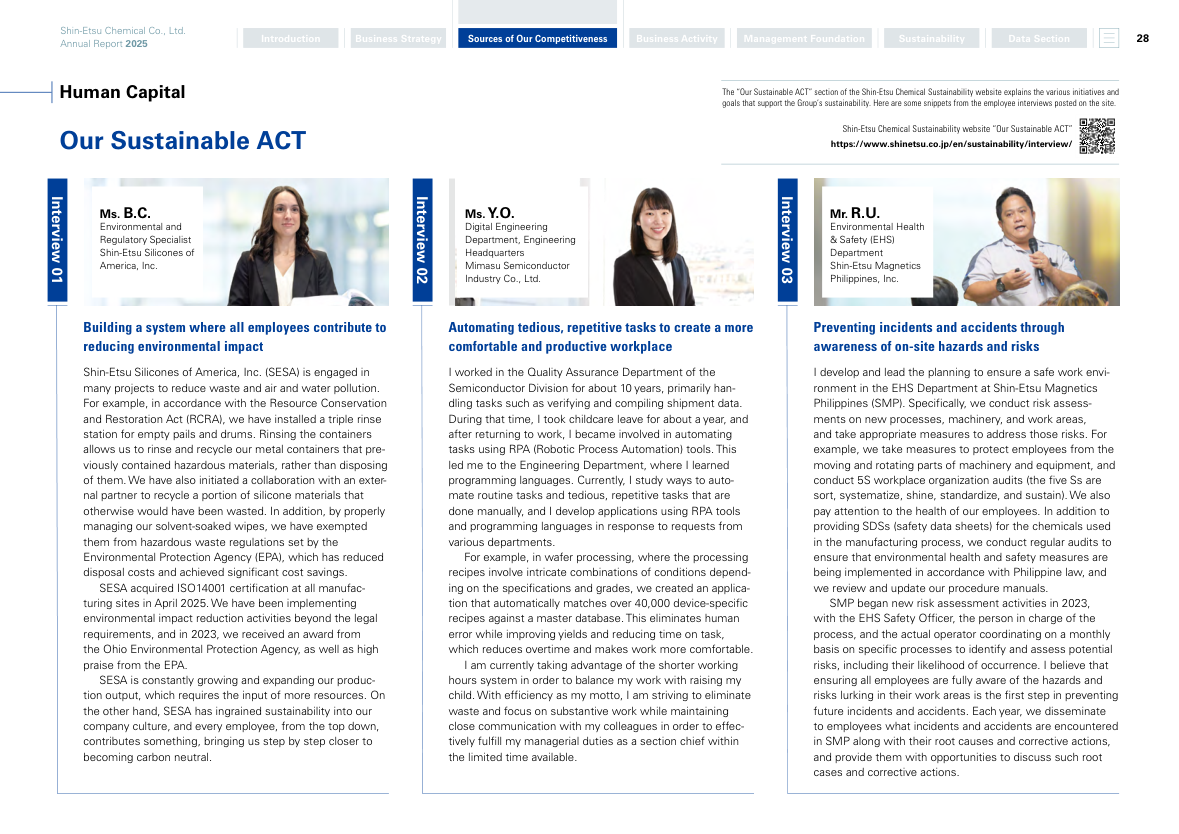 Shin-Etsu Chemical Co., Ltd.
Annual Report 2025
Introduction
Business Strategy
Sources of Our Competitiveness
Business Activity
Management Foundation
Sustainability
Data Section
28
Human Capital
Our Sustainable ACT
The “Our Sustainable ACT” section of the Shin-Etsu Chemical Sustainability website explains the various initiatives and
goals that support the Group’s sustainability. Here are some snippets from the employee interviews posted on the site.
Shin-Etsu Chemical Sustainability website “Our Sustainable ACT”
https://www.shinetsu.co.jp/en/sustainability/interview/
Interview 01
Ms. B.C.
Environmental and
Regulatory Specialist
Shin-Etsu Silicones of
America, Inc.
Building a system where all employees contribute to
reducing environmental impact
Shin-Etsu Silicones of America, Inc. (SESA) is engaged in
many projects to reduce waste and air and water pollution.
For example, in accordance with the Resource Conservation
and Restoration Act (RCRA), we have installed a triple rinse
station for empty pails and drums. Rinsing the containers
allows us to rinse and recycle our metal containers that pre-
viously contained hazardous materials, rather than disposing
of them. We have also initiated a collaboration with an exter-
nal partner to recycle a portion of silicone materials that
otherwise would have been wasted. In addition, by properly
managing our solvent-soaked wipes, we have exempted
them from hazardous waste regulations set by the
Environmental Protection Agency (EPA), which has reduced
disposal costs and achieved significant cost savings.
SESA acquired ISO14001 certification at all manufac-
turing sites in April 2025. We have been implementing
environmental impact reduction activities beyond the legal
requirements, and in 2023, we received an award from
the Ohio Environmental Protection Agency, as well as high
praise from the EPA.
SESA is constantly growing and expanding our produc-
tion output, which requires the input of more resources. On
the other hand, SESA has ingrained sustainability into our
company culture, and every employee, from the top down,
contributes something, bringing us step by step closer to
becoming carbon neutral.
Interview 02
Ms. Y.O.
Digital Engineering
Department, Engineering
Headquarters
Mimasu Semiconductor
Industry Co., Ltd.
Automating tedious, repetitive tasks to create a more
comfortable and productive workplace
I worked in the Quality Assurance Department of the
Semiconductor Division for about 10 years, primarily han-
dling tasks such as verifying and compiling shipment data.
During that time, I took childcare leave for about a year, and
after returning to work, I became involved in automating
tasks using RPA (Robotic Process Automation) tools. This
led me to the Engineering Department, where I learned
programming languages. Currently, I study ways to auto-
mate routine tasks and tedious, repetitive tasks that are
done manually, and I develop applications using RPA tools
and programming languages in response to requests from
various departments.
For example, in wafer processing, where the processing
recipes involve intricate combinations of conditions depend-
ing on the specifications and grades, we created an applica-
tion that automatically matches over 40,000 device-specific
recipes against a master database. This eliminates human
error while improving yields and reducing time on task,
which reduces overtime and makes work more comfortable.
I am currently taking advantage of the shorter working
hours system in order to balance my work with raising my
child. With efficiency as my motto, I am striving to eliminate
waste and focus on substantive work while maintaining
close communication with my colleagues in order to effec-
tively fulfill my managerial duties as a section chief within
the limited time available.
Interview 03
Mr. R.U.
Environmental Health
& Safety (EHS)
Department
Shin-Etsu Magnetics
Philippines, Inc.
Preventing incidents and accidents through
awareness of on-site hazards and risks
I develop and lead the planning to ensure a safe work envi-
ronment in the EHS Department at Shin-Etsu Magnetics
Philippines (SMP). Specifically, we conduct risk assess-
ments on new processes, machinery, and work areas,
and take appropriate measures to address those risks. For
example, we take measures to protect employees from the
moving and rotating parts of machinery and equipment, and
conduct 5S workplace organization audits (the five Ss are
sort, systematize, shine, standardize, and sustain). We also
pay attention to the health of our employees. In addition to
providing SDSs (safety data sheets) for the chemicals used
in the manufacturing process, we conduct regular audits to
ensure that environmental health and safety measures are
being implemented in accordance with Philippine law, and
we review and update our procedure manuals.
SMP began new risk assessment activities in 2023,
with the EHS Safety Officer, the person in charge of the
process, and the actual operator coordinating on a monthly
basis on specific processes to identify and assess potential
risks, including their likelihood of occurrence. I believe that
ensuring all employees are fully aware of the hazards and
risks lurking in their work areas is the first step in preventing
future incidents and accidents. Each year, we disseminate
to employees what incidents and accidents are encountered
in SMP along with their root causes and corrective actions,
and provide them with opportunities to discuss such root
cases and corrective actions.